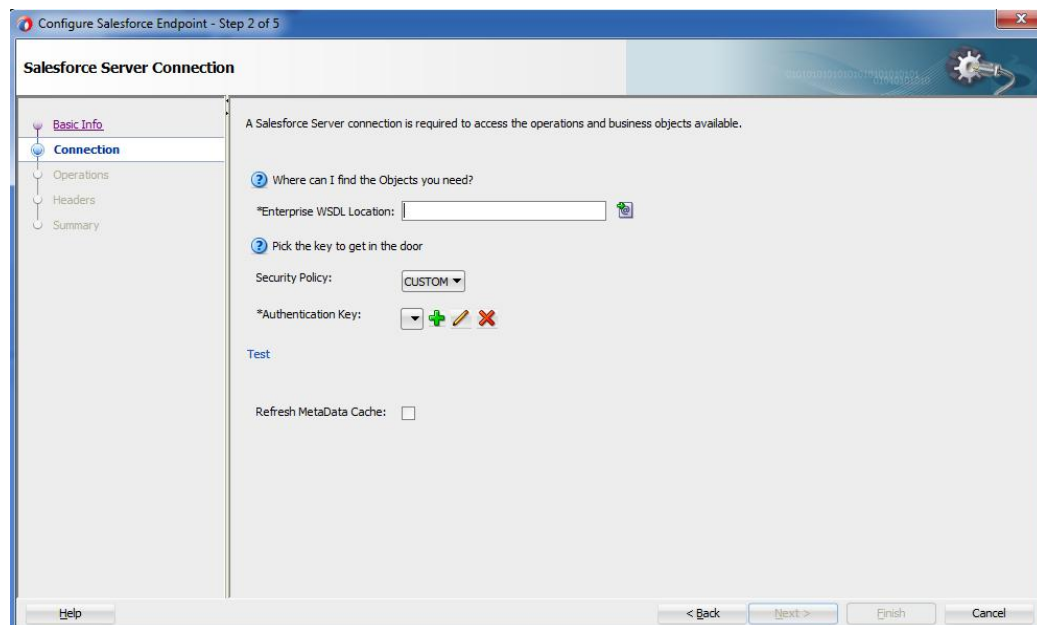 Configure Salesforce Endpoint - Step 2 of 5
Salesforce Server Connection
Basic Info
Connection
Operations
Headers
Summary
A Salesforce Server connection is required to access the operations and business objects available.
Where can I find the Objects you need?
*Enterprise WSDL Location:
Pick the key to get in the door
Security Policy:
CUSTOM
*Authentication Key:
Test
Refresh MetaData Cache:
Help
< Back
Next >
Finish
Cancel